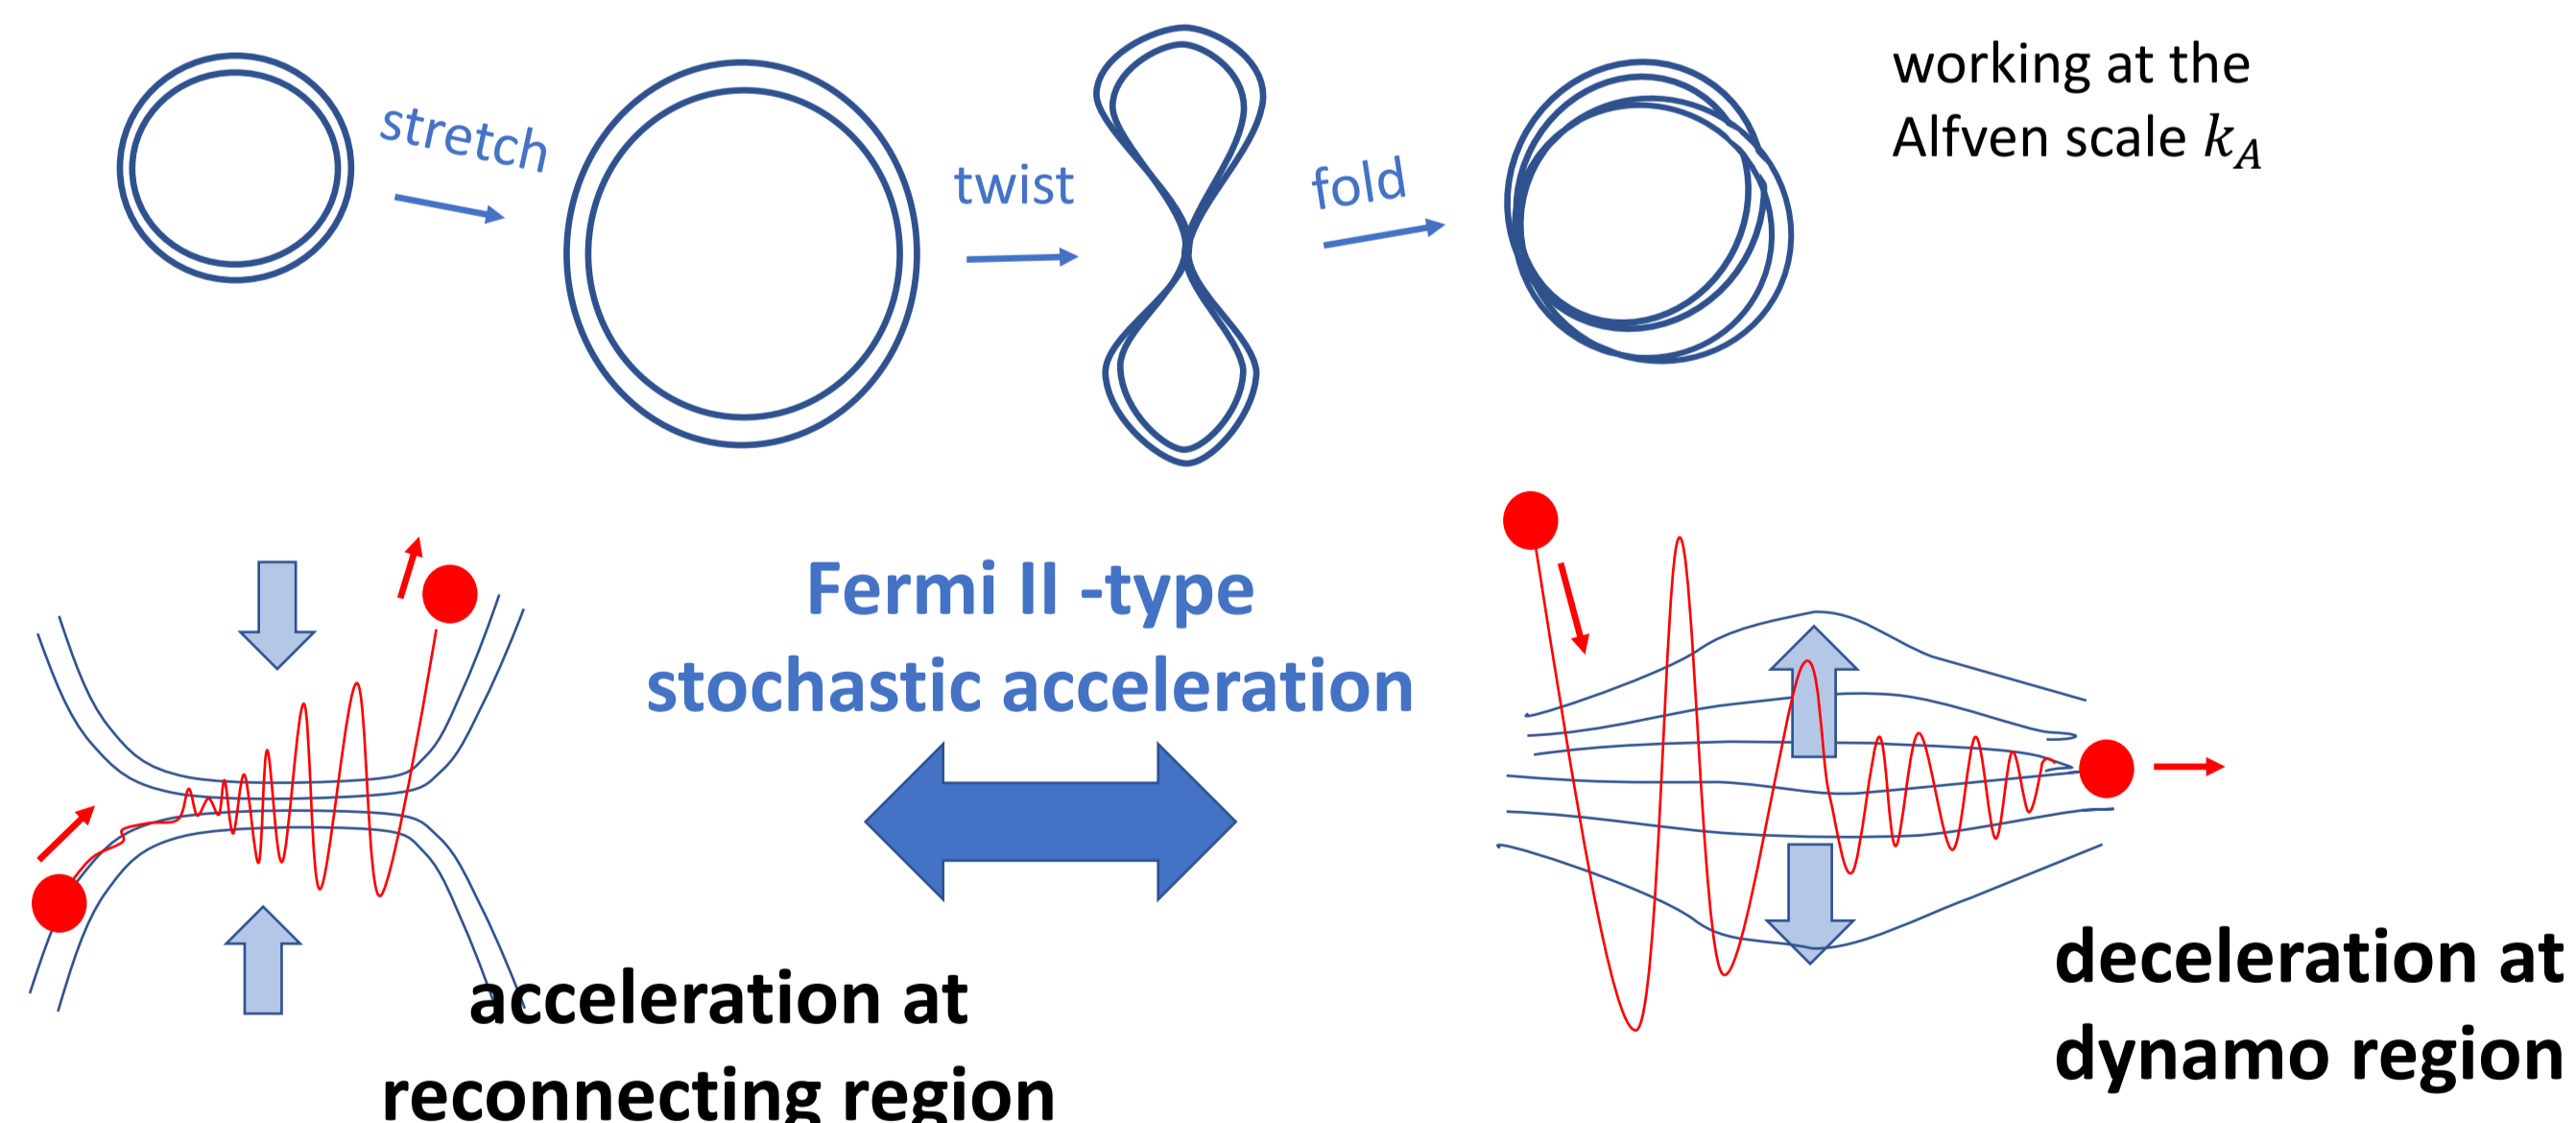 stretch
twist
fold
working at the
Alfven scale k_A
Fermi II -type
stochastic acceleration
acceleration at
reconnecting region
deceleration at
dynamo region